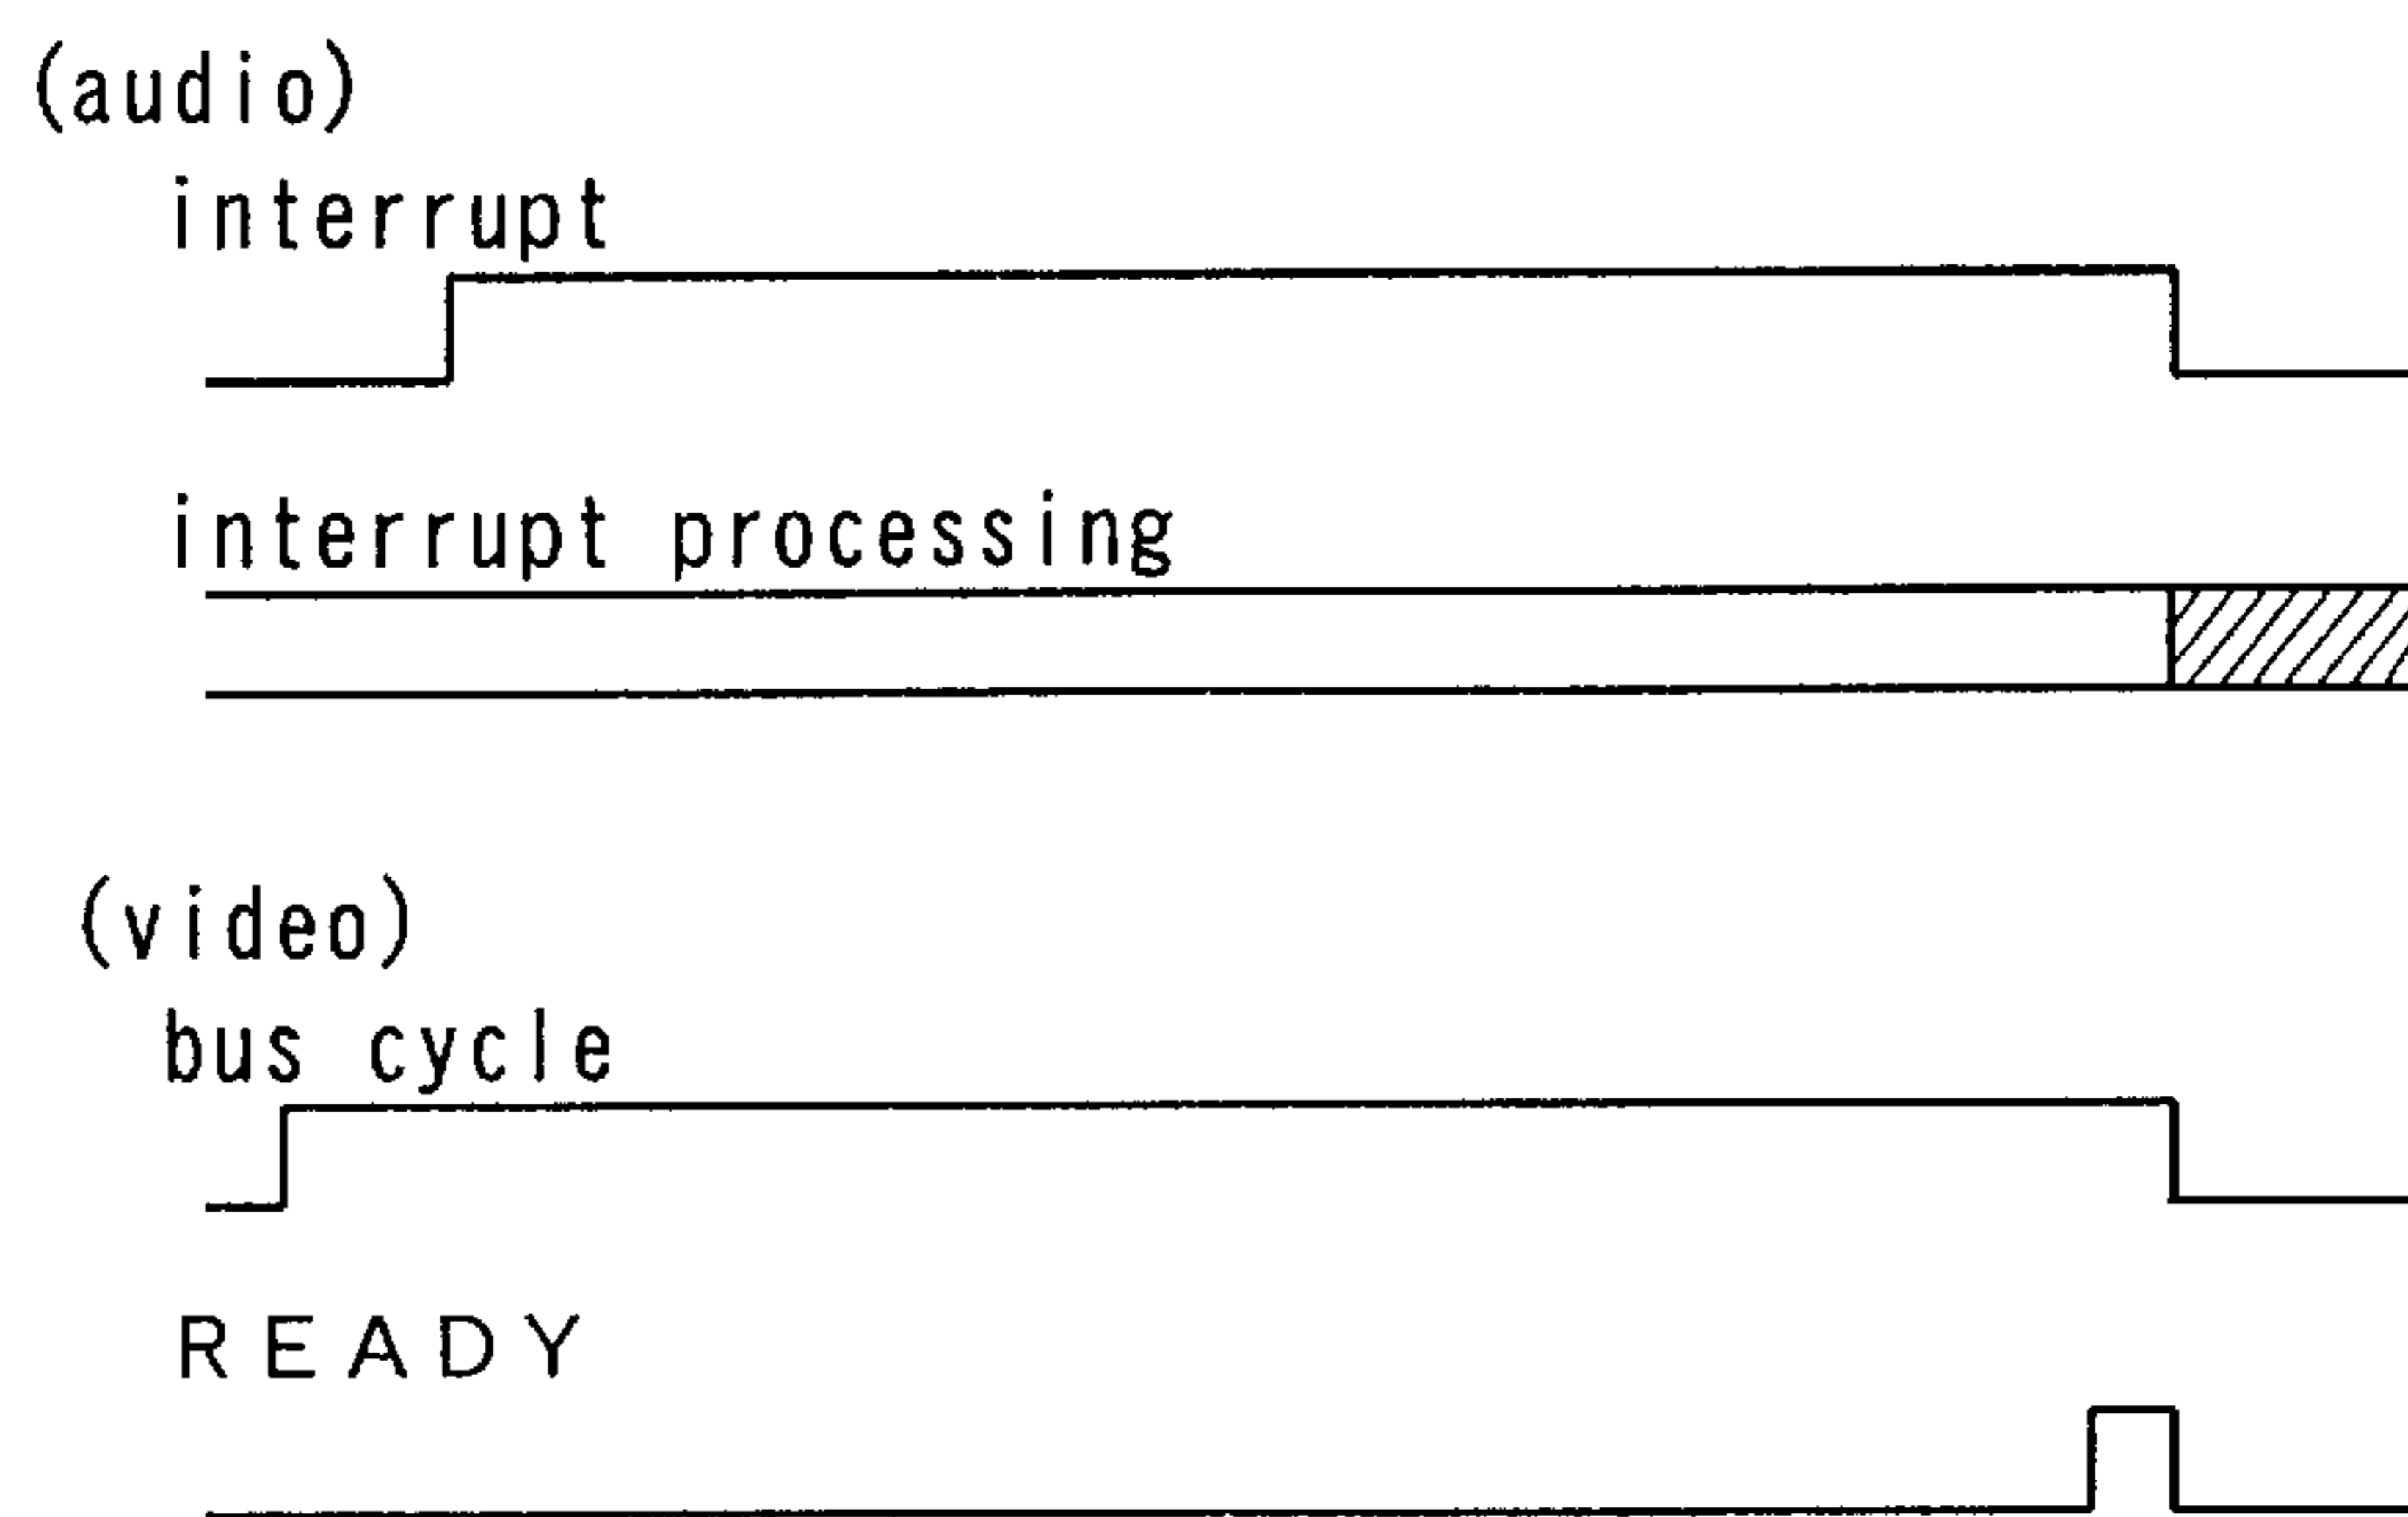 (audio)
interrupt
interrupt processing
(video)
bus cycle
READY